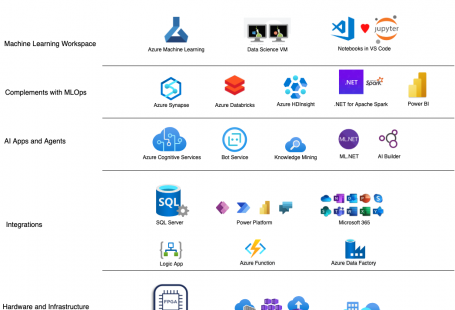 Machine Learning Workspace
Azure Machine Learning
Data Science VM
jupyter
Notebooks in VS Code
Complements with MLOps
Azure Synapse
Azure Databricks
Azure HDInsight
.NET
Spark
.NET for Apache Spark
Power BI
AI Apps and Agents
Azure Cognitive Services
Bot Service
Knowledge Mining
ML.NET
ML.NET
AI Builder
Integrations
SQL
SQL Server
Power Platform
Microsoft 365
Logic App
Azure Function
Azure Data Factory
Hardware and Infrastructure
FPGA